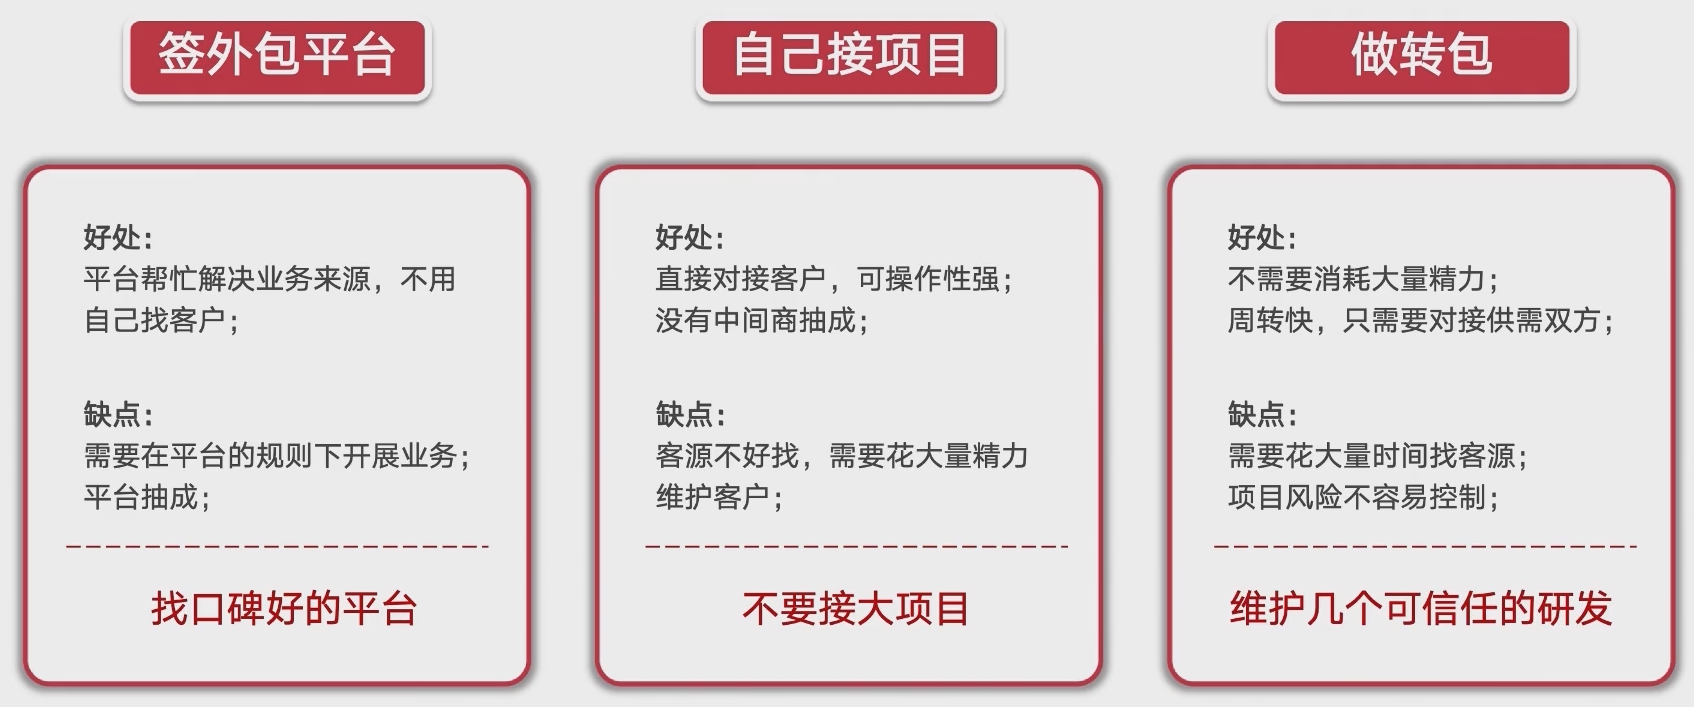 签外包平台
好处：
平台帮忙解决业务来源，不用
自己找客户；
缺点：
需要在平台的规则下开展业务；
平台抽成；
找口碑好的平台
自己接项目
好处：
直接对接客户，可操作性强；
没有中间商抽成；
缺点：
客源不好找，需要花大量精力
维护客户；
不要接大项目
做转包
好处：
不需要消耗大量精力；
周转快，只需要对接供需双方；
缺点：
需要花大量时间找客源；
项目风险不容易控制；
维护几个可信任的研发